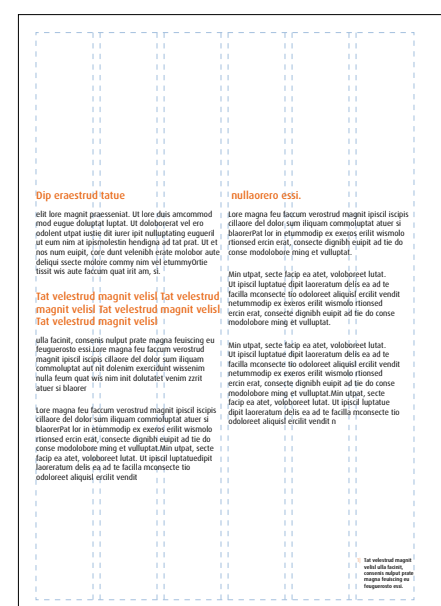 Dip eraestrud tatue
elit lore magnit praesseniat. Ut lore duis amcommod
mod eugue doluptat luptat. Ut doloborerat vel ero
odolent utpat iustie dit iurer ipit nulluptating eugueril
ut eum nim at ipismolestin hendigna ad tat prat. Ut et
nos num euipit, core dunt velenibh erate molobor aute
deliqui ssecte molore commy nim vel etummyOrtie
tissit wis aute faccum quat irit am, si.
Tat velestrud magnit velisl Tat velestrud
magnit velisl Tat velestrud magnit velisl
Tat velestrud magnit velisl
ulla facinit, consenis nulput prate magna feuiscing eu
feuguerosto essi.Lore magna feu faccum verostrud
magnit ipiscil iscipis cillaore del dolor sum iliquam
commoluptat aut nit dolenim exercidunt wissenim
nulla feum quat wis nim init dolutatet venim zzrit
atuer si blaorer
Lore magna feu faccum verostrud magnit ipiscil iscipis
cillaore del dolor sum iliquam commoluptat atuer si
blaorerPat lor in etummodip ex exeros erilit wismolo
rtionsed ercin erat, consecte dignibh euipit ad tie do
conse modolobore ming et vulluptat.Min utpat, secte
facip ea atet, voloboreet lutat. Ut ipiscil luptatuedipit
laoreratum delis ea ad te facilla mconsecte tio
odoloreet aliquisl ercilit vendit
nullaorero essi.
Lore magna feu faccum verostrud magnit ipiscil iscipis
cillaore del dolor sum iliquam commoluptat atuer si
blaorerPat lor in etummodip ex exeros erilit wismolo
rtionsed ercin erat, consecte dignibh euipit ad tie do
conse modolobore ming et vulluptat.
Min utpat, secte facip ea atet, voloboreet lutat.
Ut ipiscil luptatue dipit laoreratum delis ea ad te
facilla mconsecte tio odoloreet aliquisl ercilit vendit
netummodip ex exeros erilit wismolo rtionsed
ercin erat, consecte dignibh euipit ad tie do conse
modolobore ming et vulluptat.
Min utpat, secte facip ea atet, voloboreet lutat.
Ut ipiscil luptatue dipit laoreratum delis ea ad te
facilla mconsecte tio odoloreet aliquisl ercilit vendit
netummodip ex exeros erilit wismolo rtionsed
ercin erat, consecte dignibh euipit ad tie do conse
modolobore ming et vulluptat.Min utpat, secte
facip ea atet, voloboreet lutat. Ut ipiscil luptatue
dipit laoreratum delis ea ad te facilla mconsecte tio
odoloreet aliquisl ercilit vendit n
Tat velestrud magnit
velisl ulla facinit,
consenis nulput prate
magna feuiscing eu
feuguerosto essi.